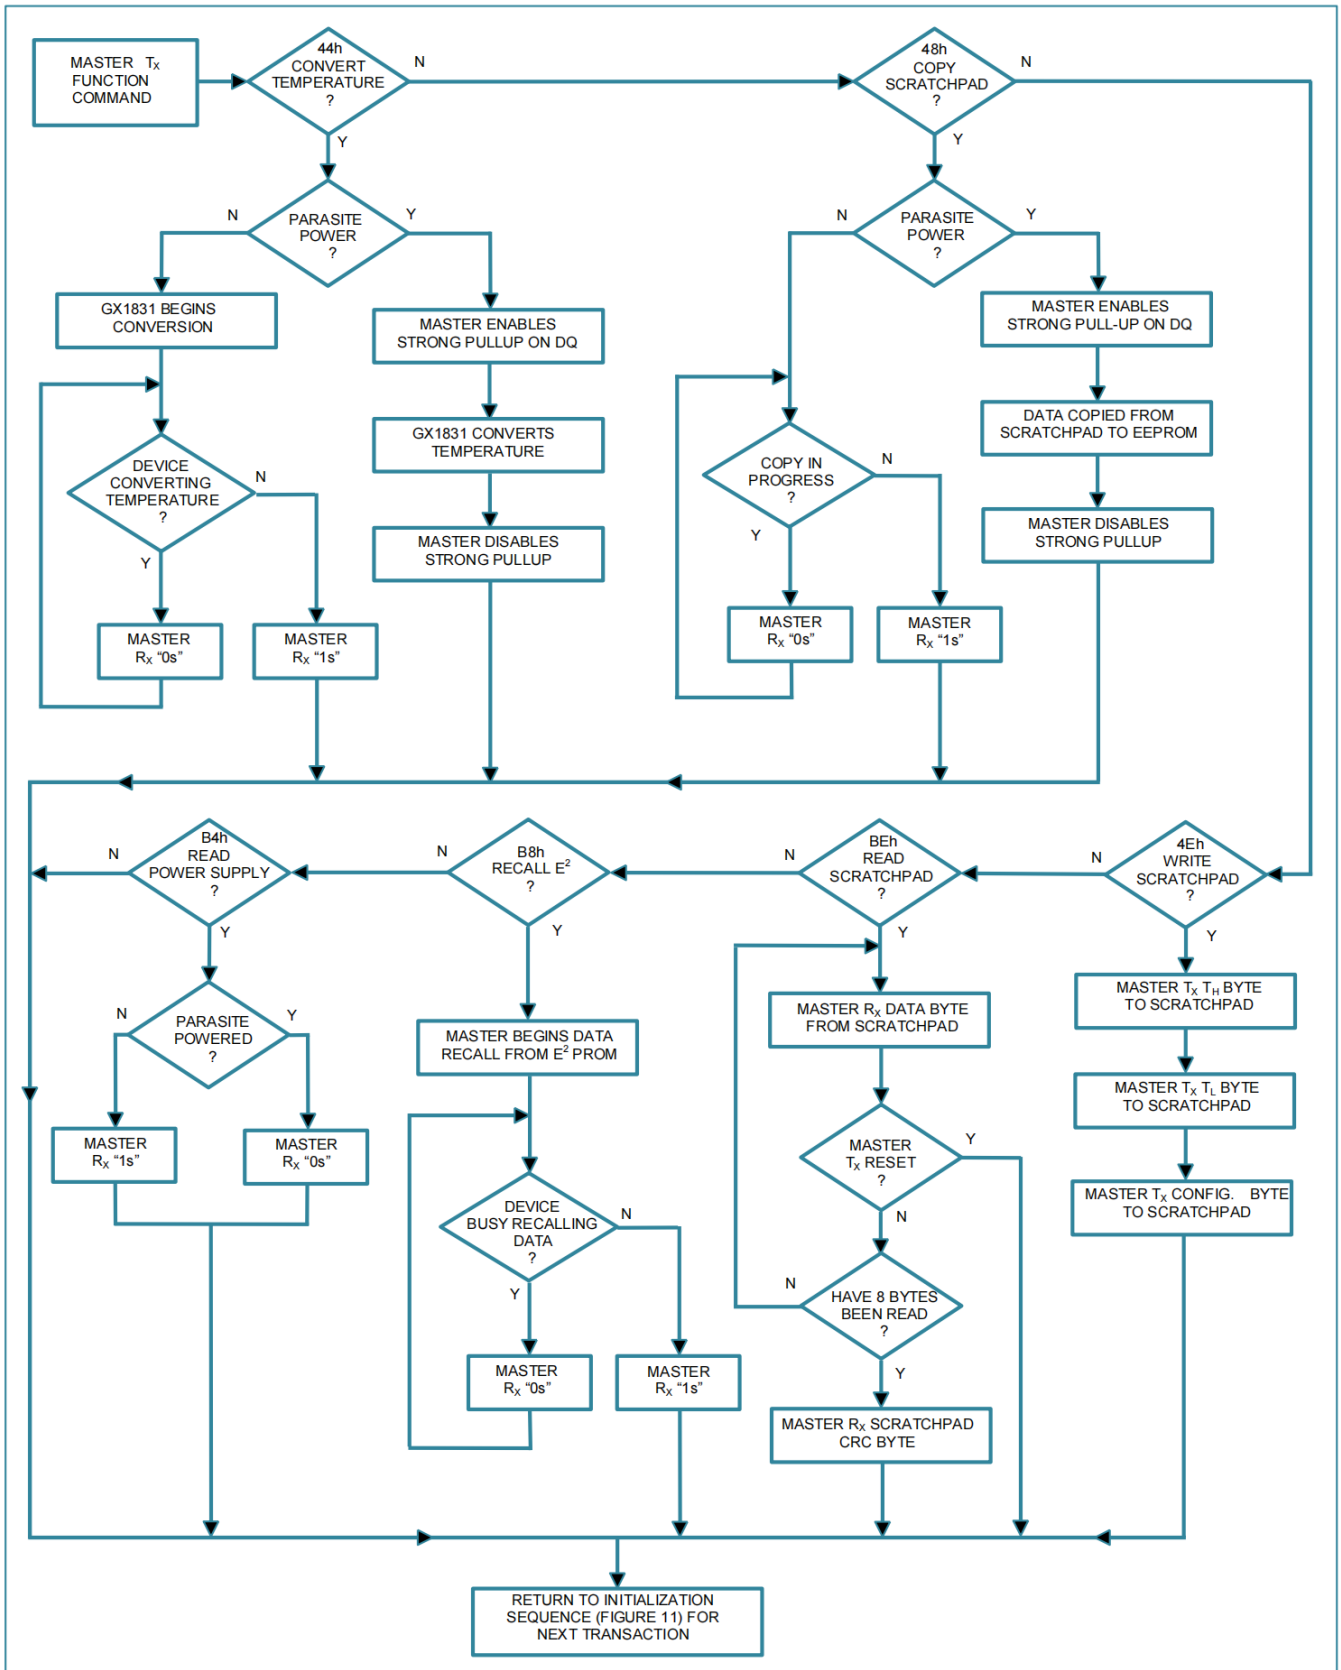 MASTER TX
FUNCTION
COMMAND
44h
CONVERT
TEMPERATURE
?
N
Y
48h
COPY
SCRATCHPAD
?
N
Y
PARASITE
POWER
?
N
Y
PARASITE
POWER
?
N
Y
GX1831 BEGINS
CONVERSION
MASTER ENABLES
STRONG PULLUP ON DQ
MASTER ENABLES
STRONG PULL-UP ON DQ
GX1831 CONVERTS
TEMPERATURE
DATA COPIED FROM
SCRATCHPAD TO EEPROM
DEVICE
CONVERTING
TEMPERATURE
?
N
Y
COPY IN
PROGRESS
?
N
Y
MASTER DISABLES
STRONG PULLUP
MASTER DISABLES
STRONG PULLUP
MASTER
RX “0s”
MASTER
RX “1s”
MASTER
RX “0s”
MASTER
RX “1s”
B4h
READ
POWER SUPPLY
?
N
Y
B8h
RECALL E²
?
N
Y
BEh
READ
SCRATCHPAD
?
N
Y
4Eh
WRITE
SCRATCHPAD
?
N
Y
PARASITE
POWERED
?
N
Y
MASTER BEGINS DATA
RECALL FROM E² PROM
MASTER RX DATA BYTE
FROM SCRATCHPAD
MASTER TX TH BYTE
TO SCRATCHPAD
MASTER TX TL BYTE
TO SCRATCHPAD
MASTER
RX “1s”
MASTER
RX “0s”
MASTER
TX RESET
?
Y
N
MASTER TX CONFIG. BYTE
TO SCRATCHPAD
DEVICE
BUSY RECALLING
DATA
?
N
Y
HAVE 8 BYTES
BEEN READ
?
N
Y
MASTER
RX “0s”
MASTER
RX “1s”
MASTER RX SCRATCHPAD
CRC BYTE
RETURN TO INITIALIZATION
SEQUENCE (FIGURE 11) FOR
NEXT TRANSACTION